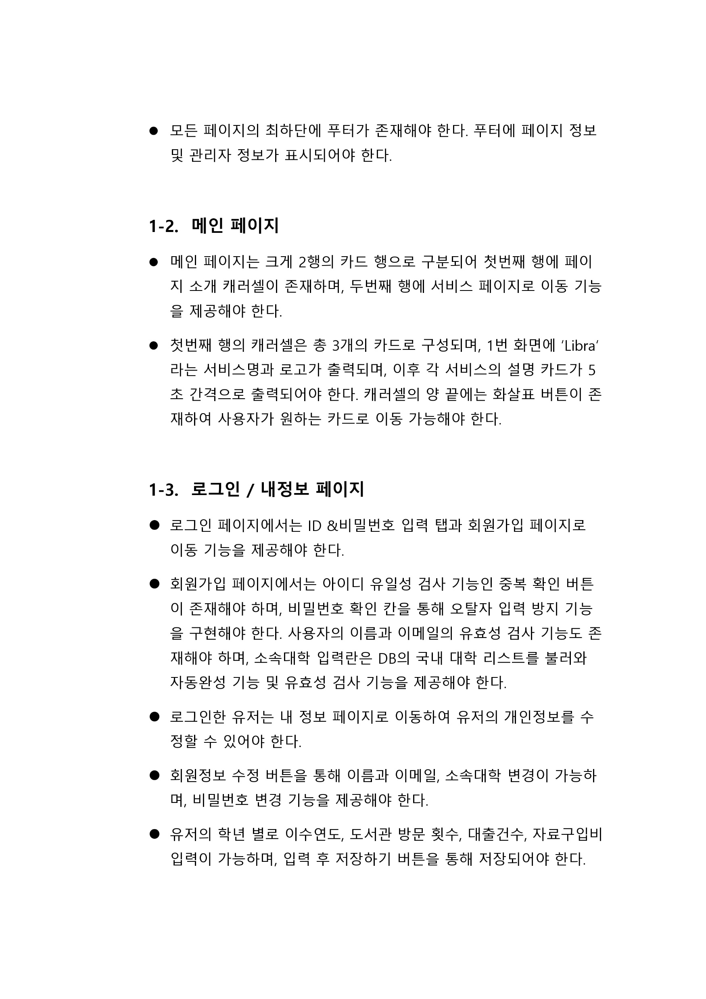 ● 모든 페이지의 최하단에 푸터가 존재해야 한다. 푸터에 페이지 정보
및 관리자 정보가 표시되어야 한다.
1-2. 메인 페이지
● 메인 페이지는 크게 2행의 카드 행으로 구분되어 첫번째 행에 페이
지 소개 캐러셀이 존재하며, 두번째 행에 서비스 페이지로 이동 기능
을 제공해야 한다.
● 첫번째 행의 캐러셀은 총 3개의 카드로 구성되며, 1번 화면에 ‘Libra’
라는 서비스명과 로고가 출력되며, 이후 각 서비스의 설명 카드가 5
초 간격으로 출력되어야 한다. 캐러셀의 양 끝에는 화살표 버튼이 존
재하여 사용자가 원하는 카드로 이동 가능해야 한다.
1-3. 로그인 / 내정보 페이지
● 로그인 페이지에서는 ID &비밀번호 입력 탭과 회원가입 페이지로
이동 기능을 제공해야 한다.
● 회원가입 페이지에서는 아이디 유일성 검사 기능인 중복 확인 버튼
이 존재해야 하며, 비밀번호 확인 칸을 통해 오탈자 입력 방지 기능
을 구현해야 한다. 사용자의 이름과 이메일의 유효성 검사 기능도 존
재해야 하며, 소속대학 입력란은 DB의 국내 대학 리스트를 불러와
자동완성 기능 및 유효성 검사 기능을 제공해야 한다.
● 로그인한 유저는 내 정보 페이지로 이동하여 유저의 개인정보를 수
정할 수 있어야 한다.
● 회원정보 수정 버튼을 통해 이름과 이메일, 소속대학 변경이 가능하
며, 비밀번호 변경 기능을 제공해야 한다.
● 유저의 학년 별로 이수연도, 도서관 방문 횟수, 대출건수, 자료구입비
입력이 가능하며, 입력 후 저장하기 버튼을 통해 저장되어야 한다.